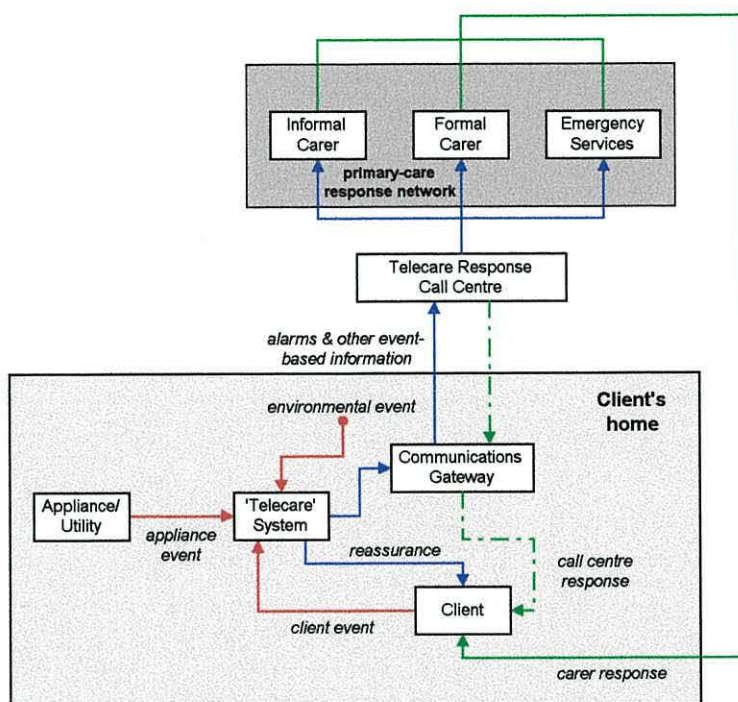 Informal
Carer
Formal
Carer
Emergency
Services
primary-care
response network
Telecare Response
Call Centre
alarms & other event-
based information
Client's
home
environmental event
Communications
Gateway
Appliance/
Utility
'Telecare'
System
appliance
event
reassurance
call centre
response
Client
client event
carer response